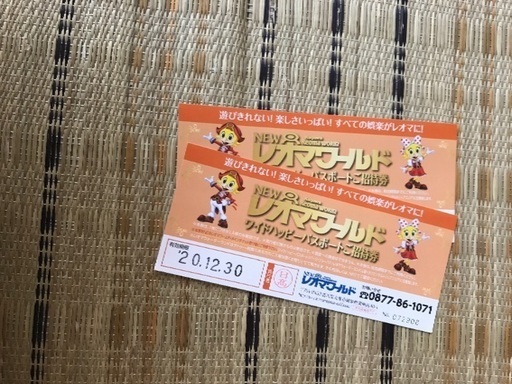 遊びきれない!楽しさいっぱい!すべての娯楽がレオマに!
NEW
レオマワールド
ハッピーパスポートご招待券
遊びきれない!楽しさいっぱい!すべての娯楽がレオマに!
NEW
レオマワールド
ワイドハッピーパスポートご招待券
有効期限
'20.12.30
NEW
レオマワールド
☎0877-86-1071